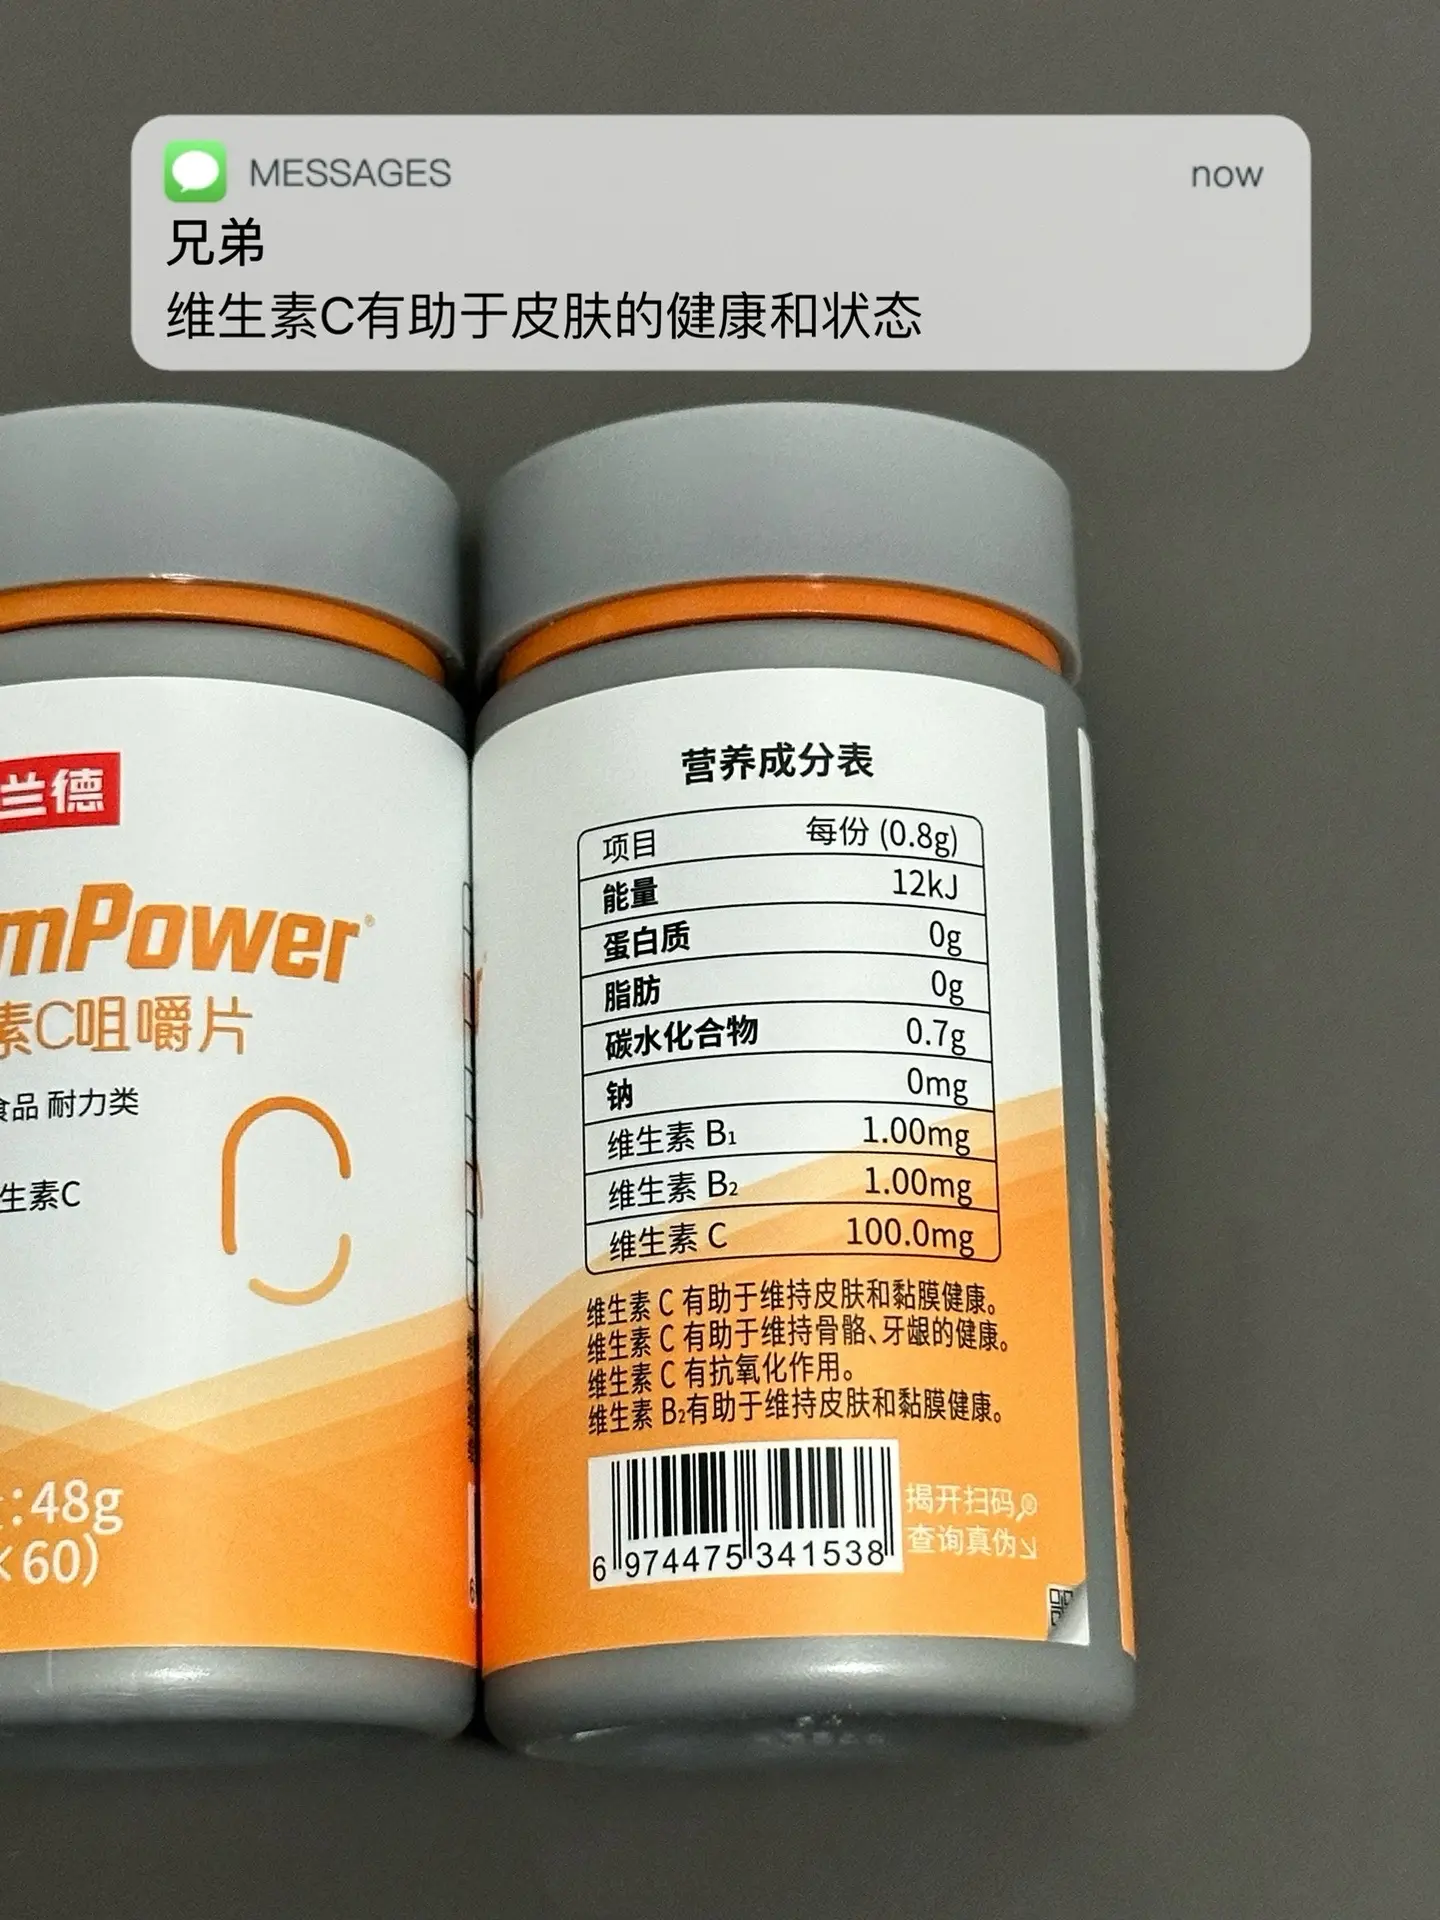 MESSAGES
now
兄弟
维生素C有助于皮肤的健康和状态
兰德
mPower®
素C咀嚼片
食品 耐力类
生素C
C
:48g
×60)
营养成分表
项目 每份 (0.8g)
能量 12kJ
蛋白质 0g
脂肪 0g
碳水化合物 0.7g
钠 0mg
维生素 B₁ 1.00mg
维生素 B₂ 1.00mg
维生素 C 100.0mg
维生素 C 有助于维持皮肤和黏膜健康。
维生素 C 有助于维持骨骼、牙龈的健康。
维生素 C 有抗氧化作用。
维生素 B₂有助于维持皮肤和黏膜健康。
6 974475 341538
揭开扫码
查询真伪